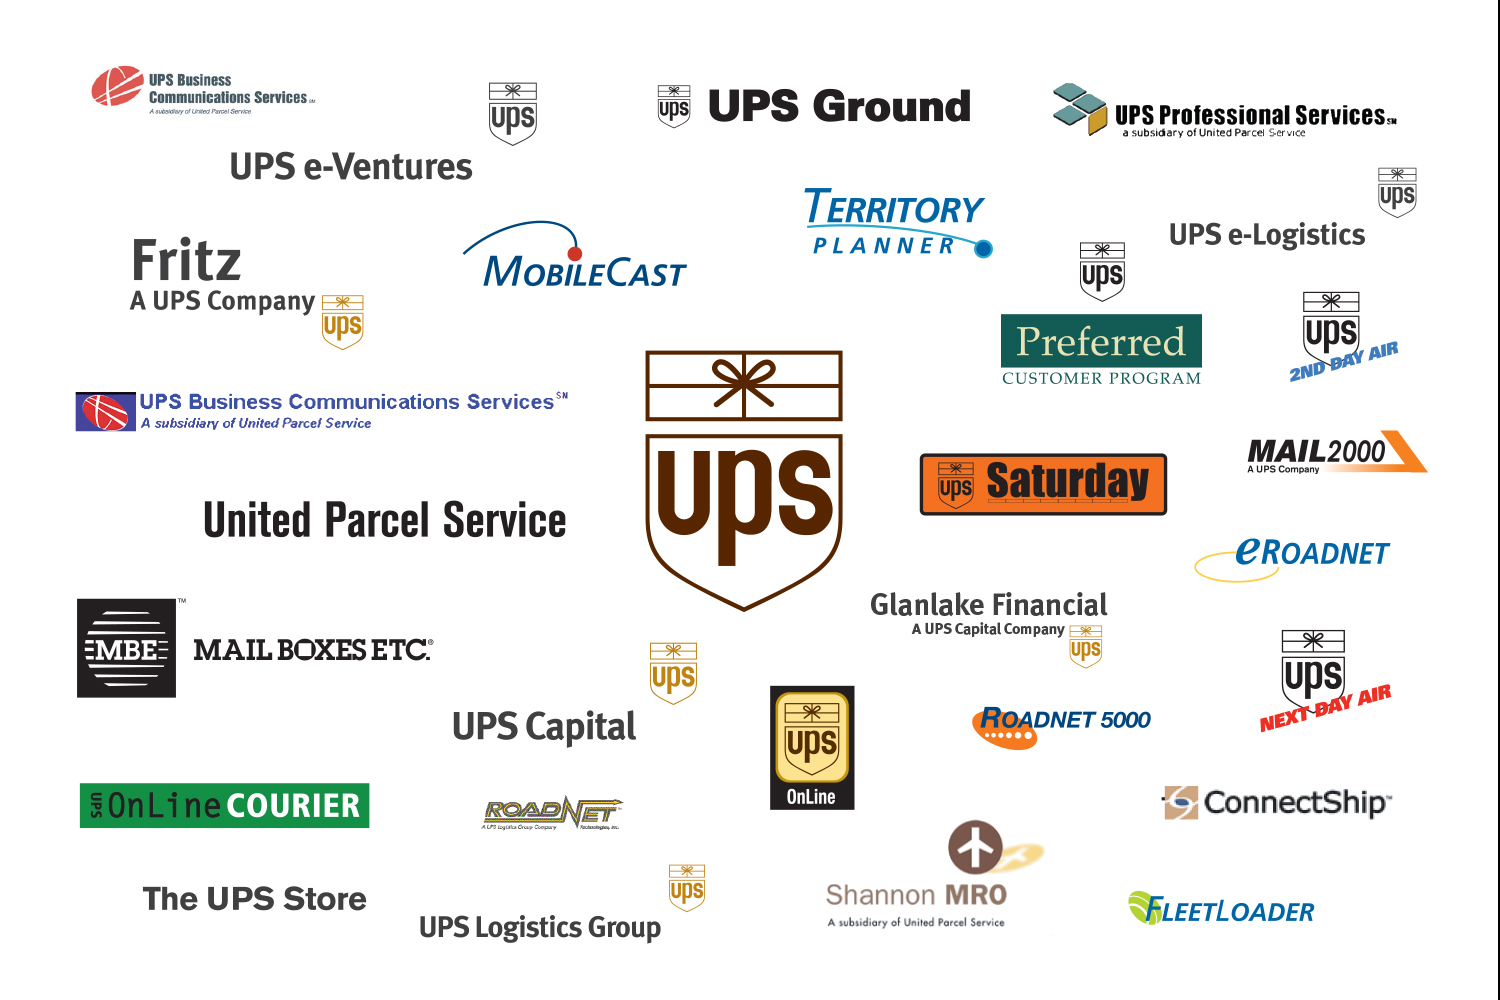 UPS Business
Communications Services SM
A subsidiary of United Parcel Service
ups
UPS e-Ventures
ups
UPS Ground
UPS Professional Services SM
a subsidiary of United Parcel Service
ups
UPS e-Logistics
TERRITORY
PLANNER
Fritz
A UPS Company
ups
MOBILECAST
ups
Preferred
CUSTOMER PROGRAM
ups
2ND DAY AIR
UPS Business Communications Services SM
A subsidiary of United Parcel Service
ups
MAIL2000
A UPS Company
ups
Saturday
United Parcel Service
eROADNET
Glanlake Financial
A UPS Capital Company
ups
MBE
TM
MAIL BOXES ETC.®
ups
UPS Capital
ups
OnLine
ROADNET 5000
ups
NEXT DAY AIR
UPS OnLine COURIER
ROADNET
A UPS Logistics Group Company
Technologies, Inc.
ConnectShip™
The UPS Store
ups
UPS Logistics Group
Shannon MRO
A subsidiary of United Parcel Service
FLEETLOADER